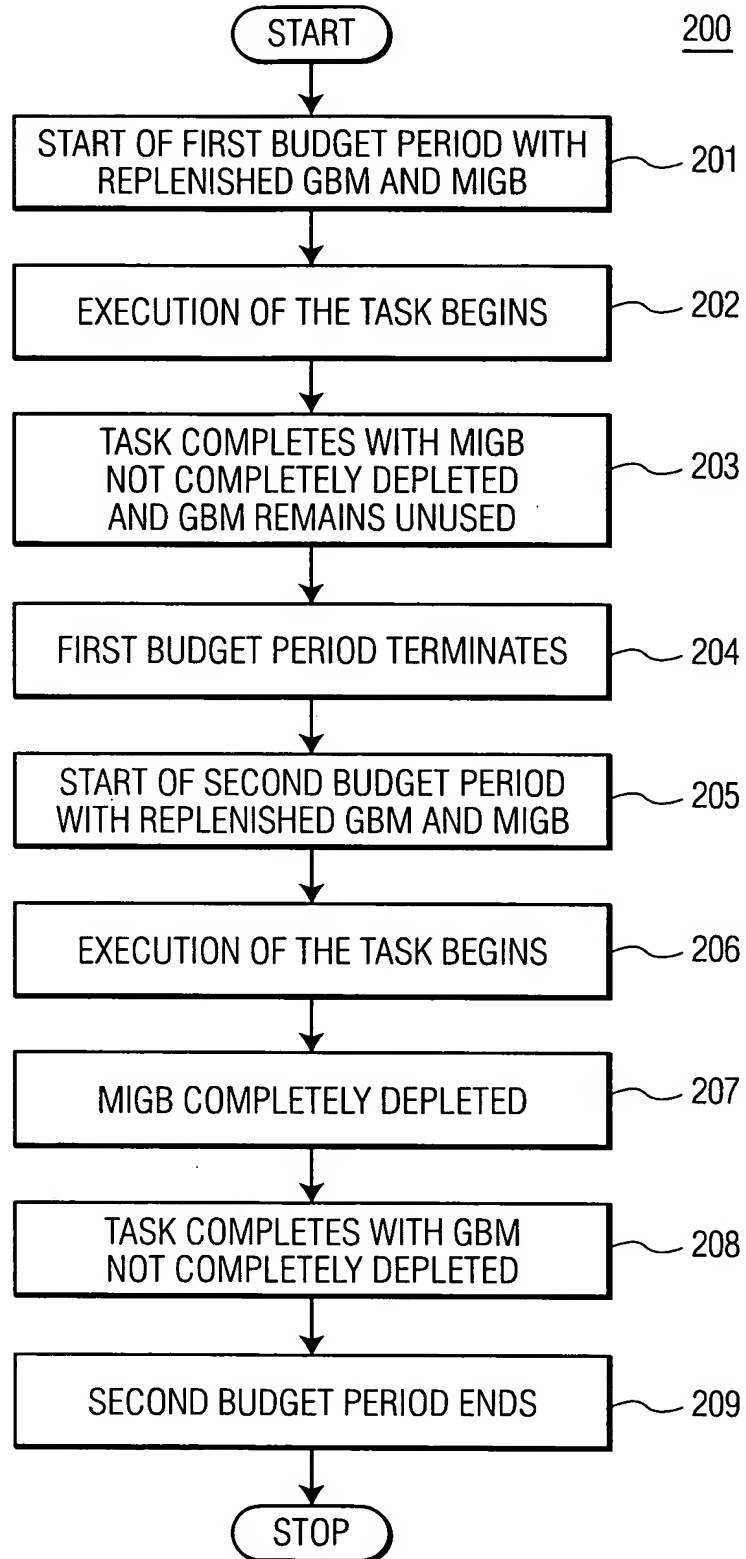 START
200
START OF FIRST BUDGET PERIOD WITH
REPLENISHED GBM AND MIGB
201
EXECUTION OF THE TASK BEGINS
202
TASK COMPLETES WITH MIGB
NOT COMPLETELY DEPLETED
AND GBM REMAINS UNUSED
203
FIRST BUDGET PERIOD TERMINATES
204
START OF SECOND BUDGET PERIOD
WITH REPLENISHED GBM AND MIGB
205
EXECUTION OF THE TASK BEGINS
206
MIGB COMPLETELY DEPLETED
207
TASK COMPLETES WITH GBM
NOT COMPLETELY DEPLETED
208
SECOND BUDGET PERIOD ENDS
209
STOP